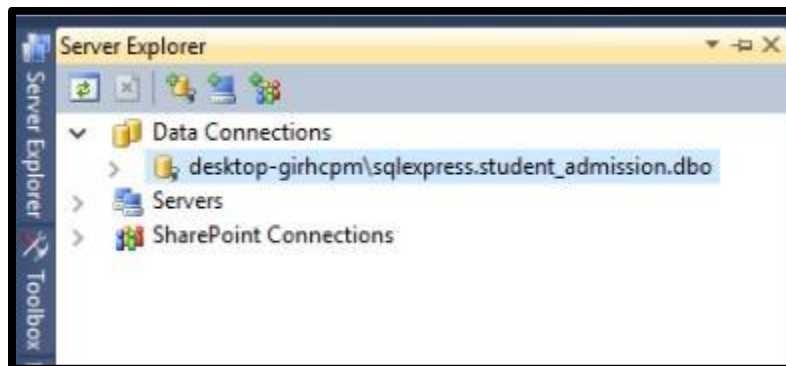 Server Explorer
Data Connections
desktop-girhcpm\sqlexpress.student_admission.dbo
Servers
SharePoint Connections
Server Explorer
Toolbox